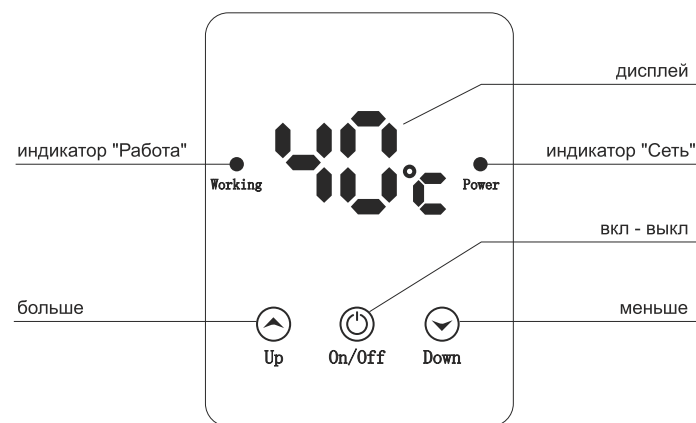 дисплей
40°c
индикатор "Работа"
индикатор "Сеть"
Working
Power
вкл - выкл
больше
меньше
Up
On/Off
Down